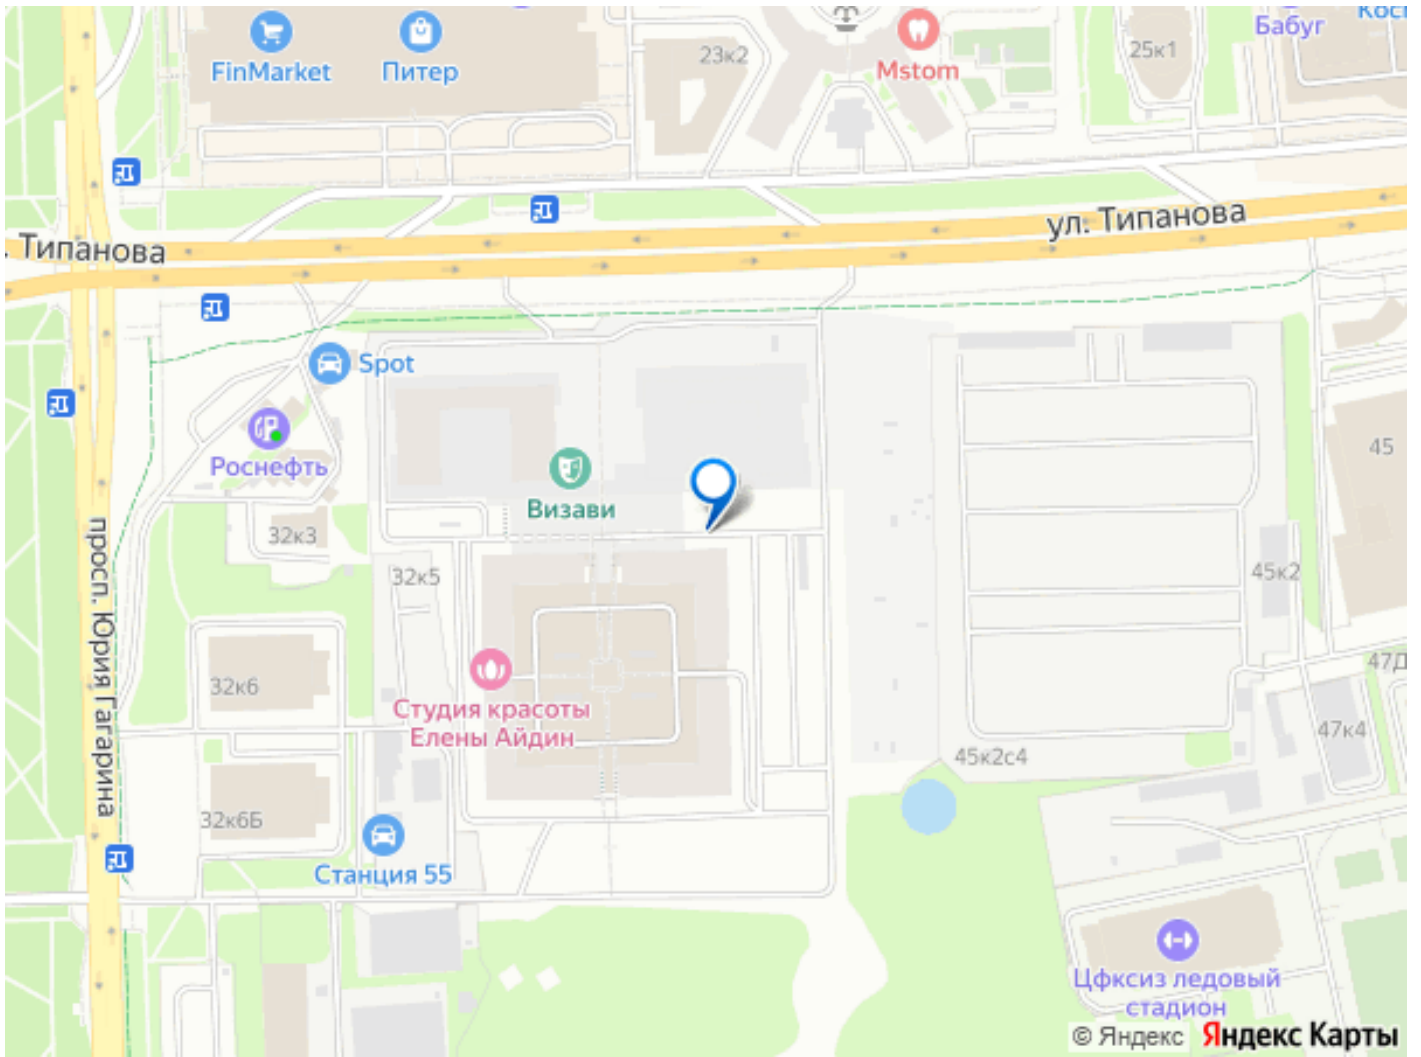 FinMarket
Питер
23к2
Mstom
25к1
Бабуг
Типанова
ул. Типанова
Spot
Роснефть
Визави
45
32к3
32к5
45к2
просп. Юрия Гагарина
32к6
Студия красоты
Елены Айдин
47Д
47к4
45к2с4
32к6Б
Станция 55
Цфксиз ледовый
стадион
© Яндекс Яндекс Карты